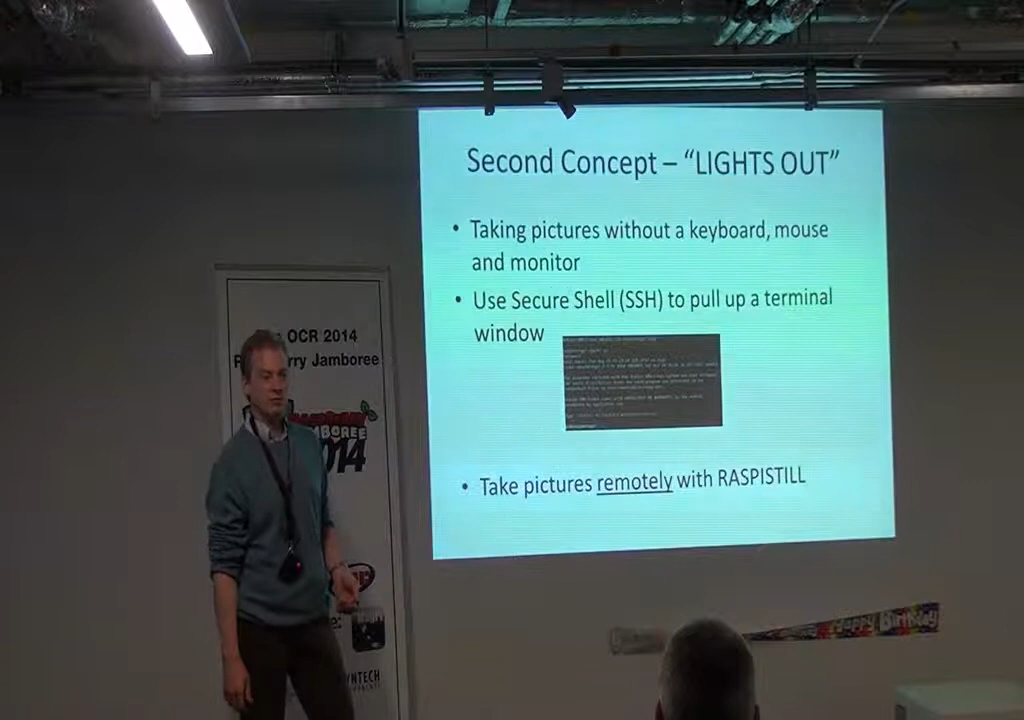 Second Concept – “LIGHTS OUT”
• Taking pictures without a keyboard, mouse
and monitor
• Use Secure Shell (SSH) to pull up a terminal
window
• Take pictures remotely with RASPISTILL
OCR 2014
rry Jamboree
JAMBOREE
2014
Happy Birthday